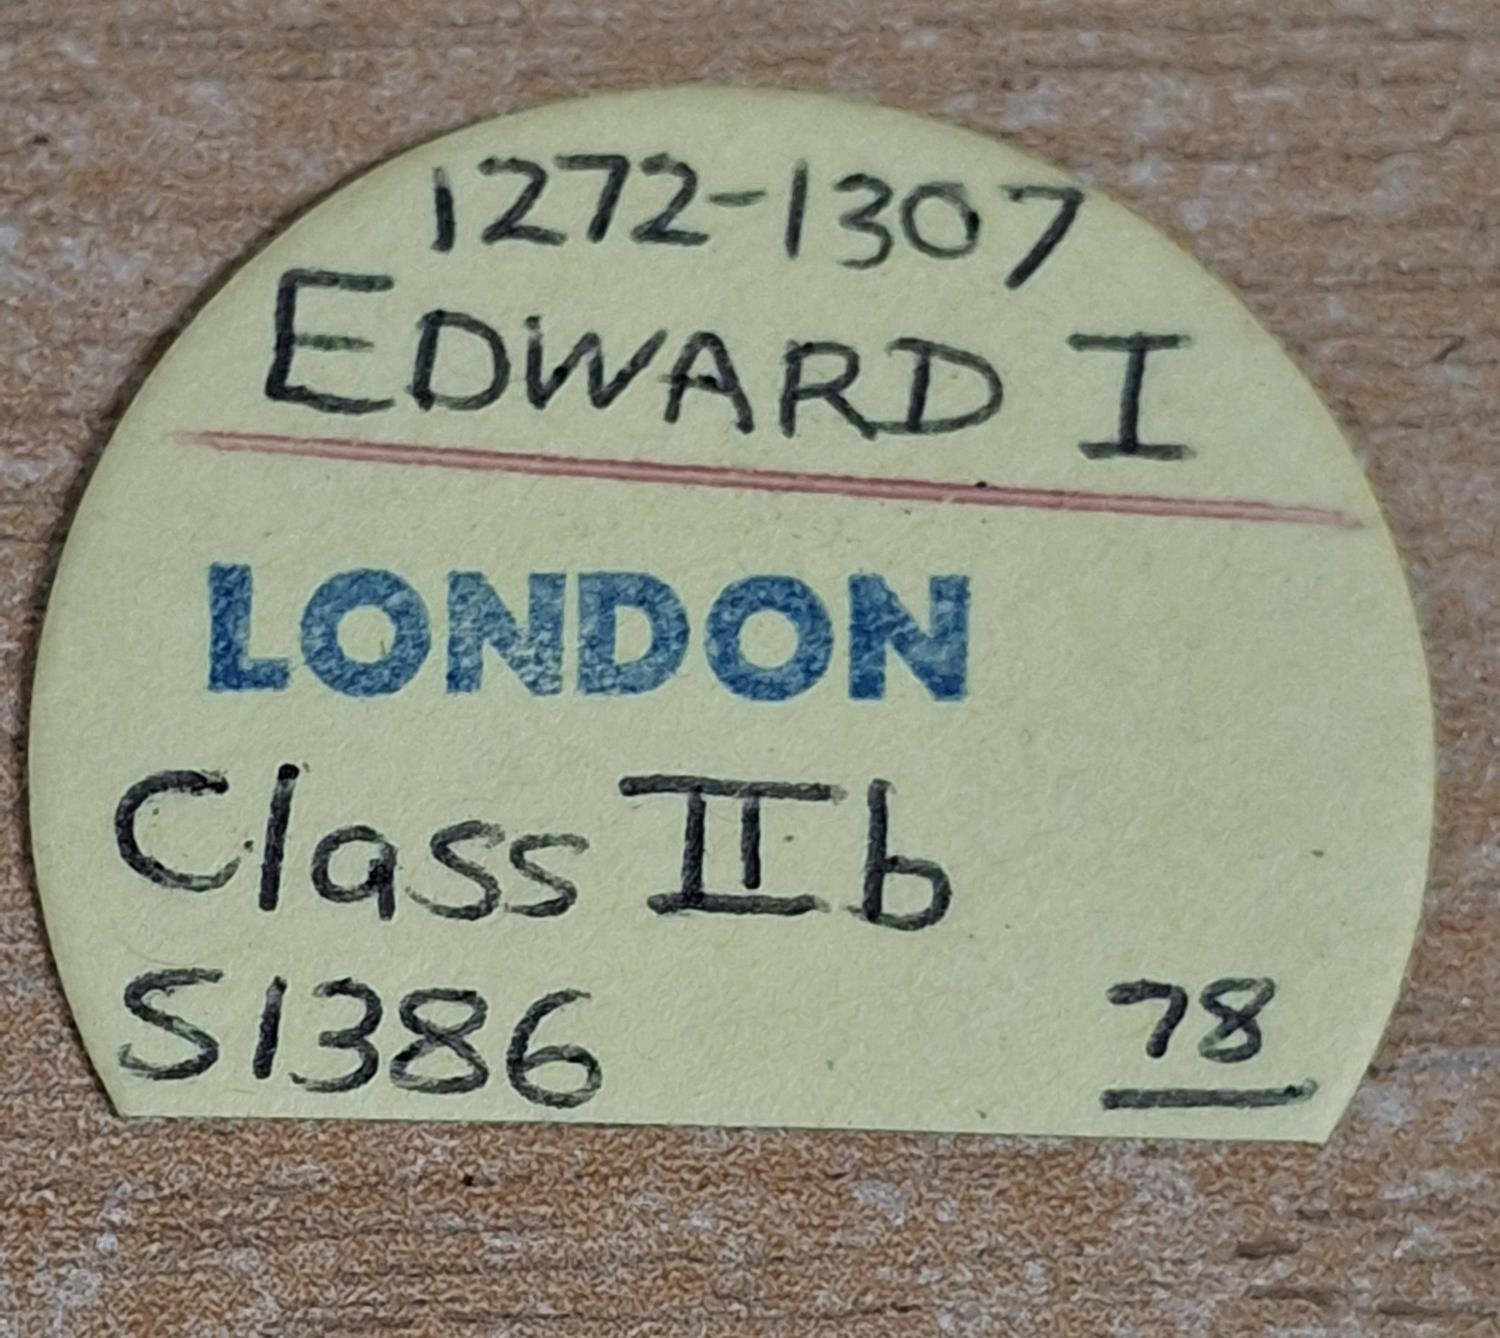 1272-1307
EDWARD I
LONDON
Class IIb
S1386 78